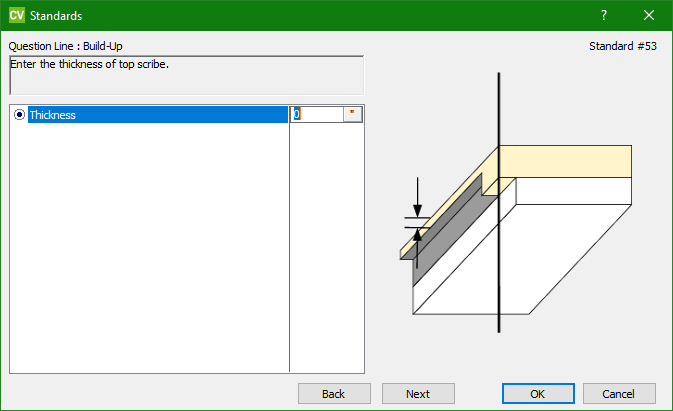 CV Standards ?
Question Line : Build-Up
Standard #53
Enter the thickness of top scribe.
Thickness 0 "
Back Next OK Cancel